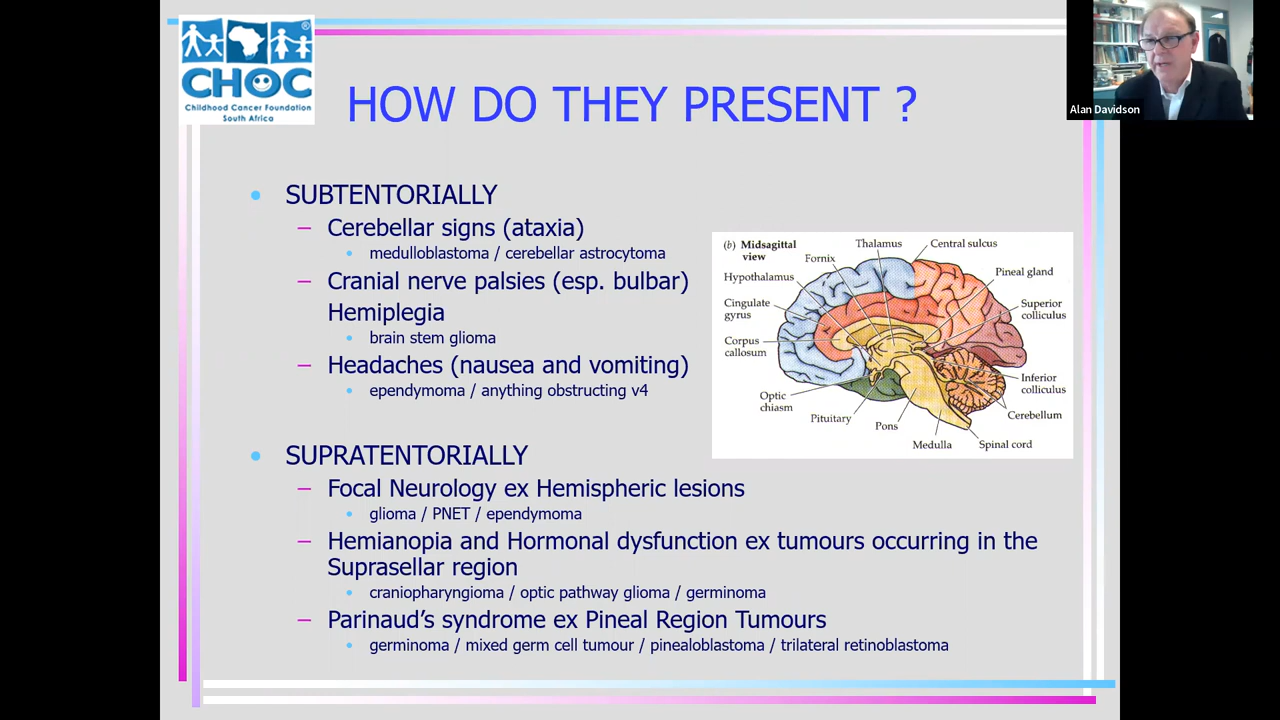 CHOC
Childhood Cancer Foundation
South Africa
®
Alan Davidson
HOW DO THEY PRESENT ?
• SUBTENTORIALLY
– Cerebellar signs (ataxia)
• medulloblastoma / cerebellar astrocytoma
– Cranial nerve palsies (esp. bulbar)
Hemiplegia
• brain stem glioma
– Headaches (nausea and vomiting)
• ependymoma / anything obstructing v4
(b) Midsagittal
view
Thalamus
Central sulcus
Fornix
Pineal gland
Hypothalamus
Superior
colliculus
Cingulate
gyrus
Corpus
callosum
Inferior
colliculus
Optic
chiasm
Cerebellum
Pituitary
Pons
Medulla
Spinal cord
• SUPRATENTORIALLY
– Focal Neurology ex Hemispheric lesions
• glioma / PNET / ependymoma
– Hemianopia and Hormonal dysfunction ex tumours occurring in the
Suprasellar region
• craniopharyngioma / optic pathway glioma / germinoma
– Parinaud’s syndrome ex Pineal Region Tumours
• germinoma / mixed germ cell tumour / pinealoblastoma / trilateral retinoblastoma